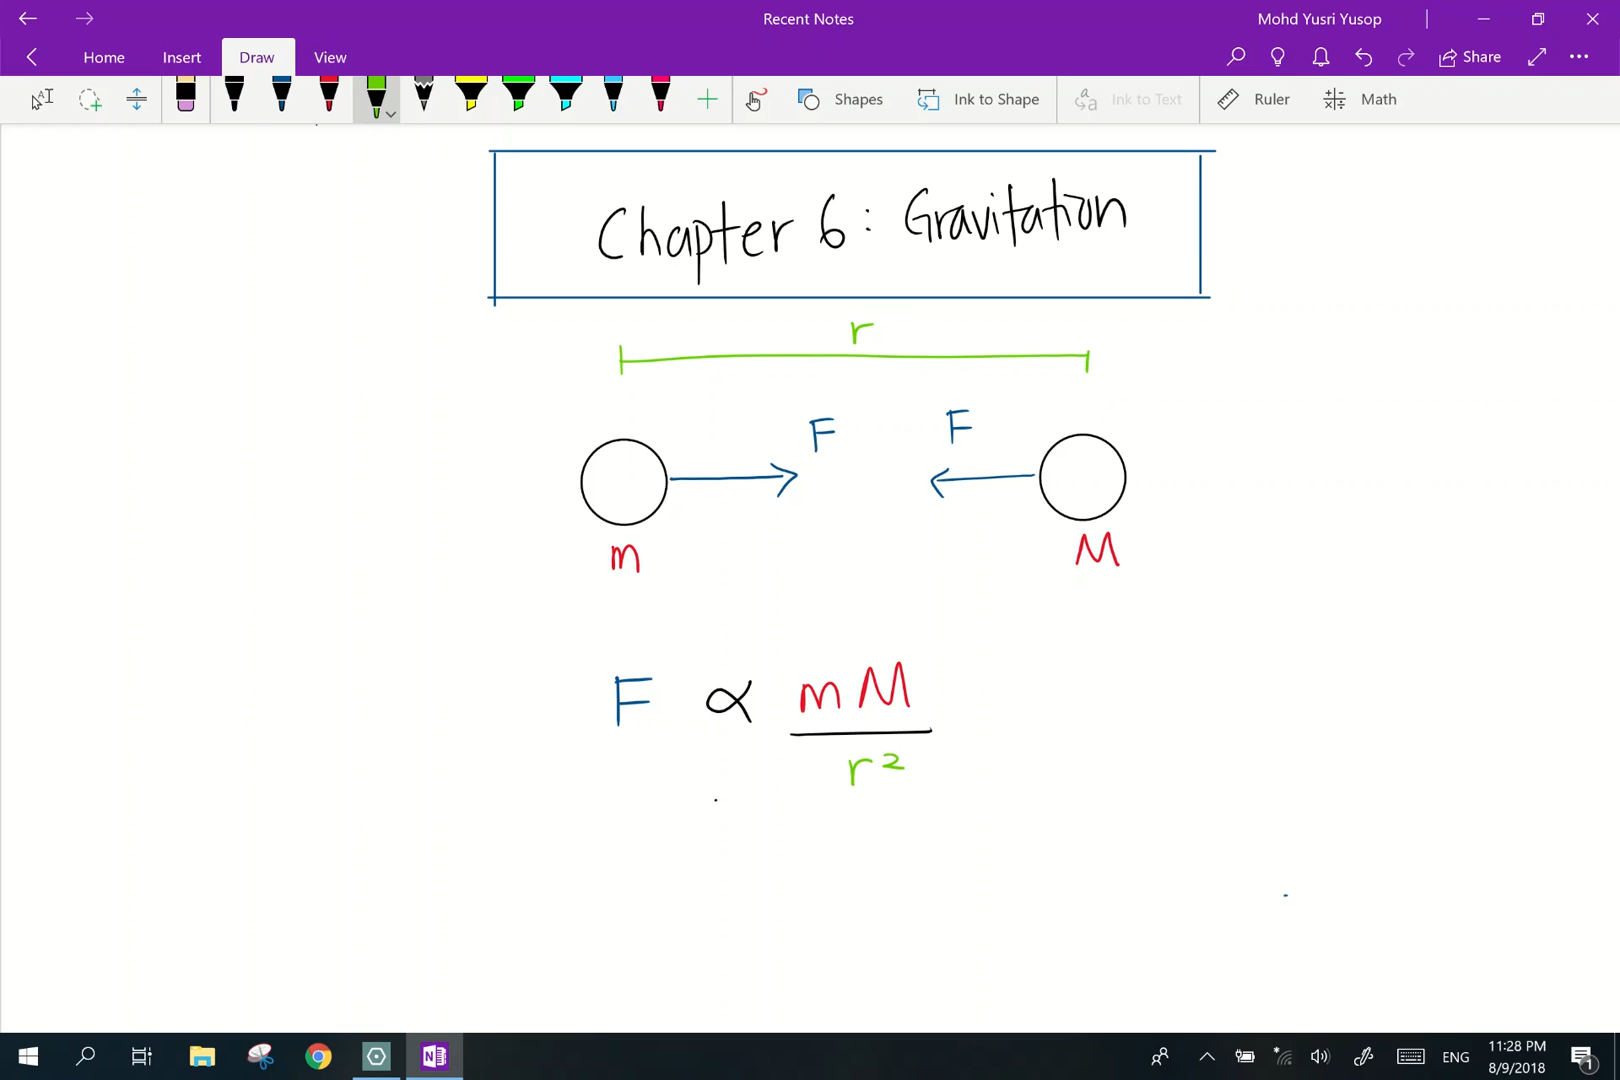 Recent Notes
Mohd Yusri Yusop
Home Insert Draw View
Share
Shapes Ink to Shape Ink to Text Ruler Math
Chapter 6: Gravitation
r
F F
m M
F ∝ mM
r²
ENG
11:28 PM
8/9/2018
1